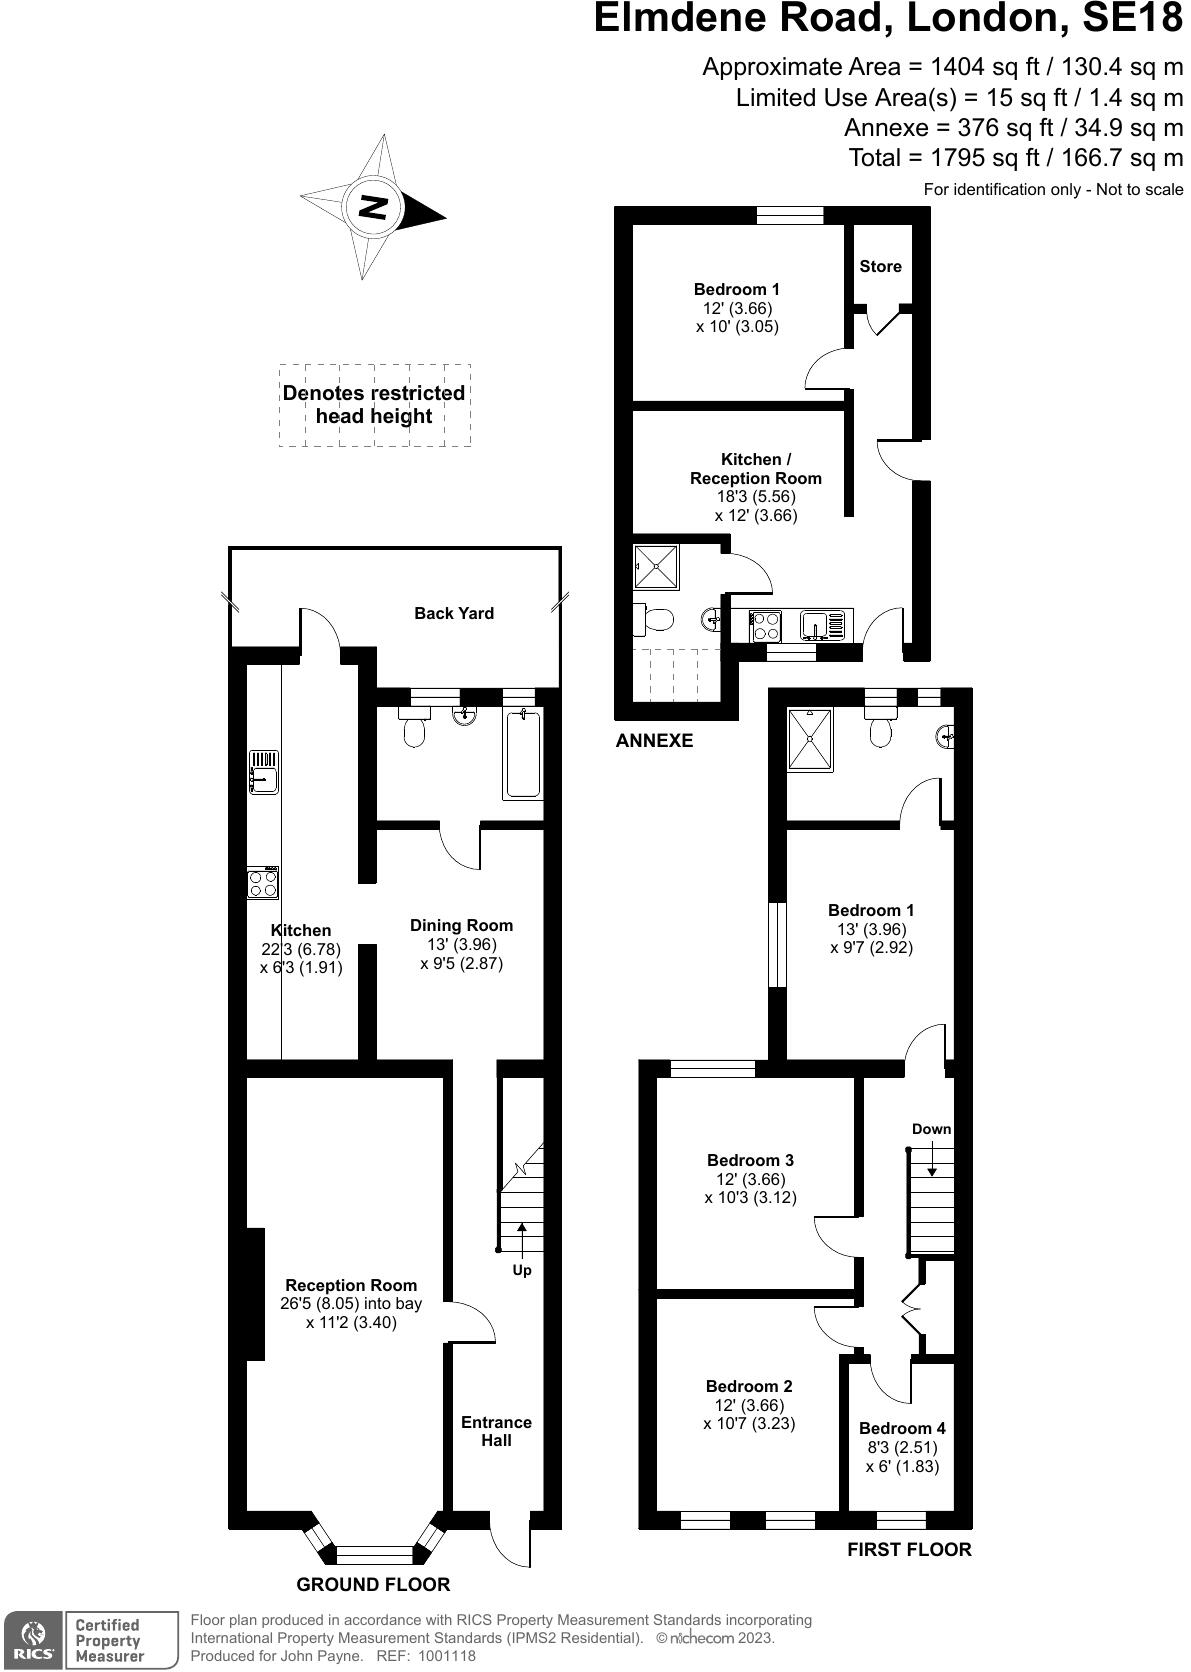 Elmdene Road, London, SE18
Approximate Area = 1404 sq ft / 130.4 sq m
Limited Use Area(s) = 15 sq ft / 1.4 sq m
Annexe = 376 sq ft / 34.9 sq m
Total = 1795 sq ft / 166.7 sq m
For identification only - Not to scale
N
Denotes restricted
head height
Bedroom 1
12' (3.66)
x 10' (3.05)
Store
Kitchen /
Reception Room
18'3 (5.56)
x 12' (3.66)
ANNEXE
Back Yard
Kitchen
22'3 (6.78)
x 6'3 (1.91)
Dining Room
13' (3.96)
x 9'5 (2.87)
Reception Room
26'5 (8.05) into bay
x 11'2 (3.40)
Up
Entrance
Hall
GROUND FLOOR
Bedroom 1
13' (3.96)
x 9'7 (2.92)
Down
Bedroom 3
12' (3.66)
x 10'3 (3.12)
Bedroom 2
12' (3.66)
x 10'7 (3.23)
Bedroom 4
8'3 (2.51)
x 6' (1.83)
FIRST FLOOR
RICS
Certified
Property
Measurer
Floor plan produced in accordance with RICS Property Measurement Standards incorporating
International Property Measurement Standards (IPMS2 Residential). © nichecom 2023.
Produced for John Payne. REF: 1001118